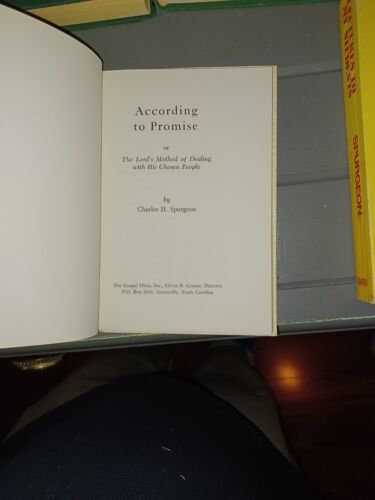 According
to Promise
or
The Lord's Method of Dealing
with His Chosen People
by
Charles H. Spurgeon
The Gospel Hour, Inc., Oliver B. Greene, Director
P.O. Box 2024, Greenville, South Carolina
SPURGEON